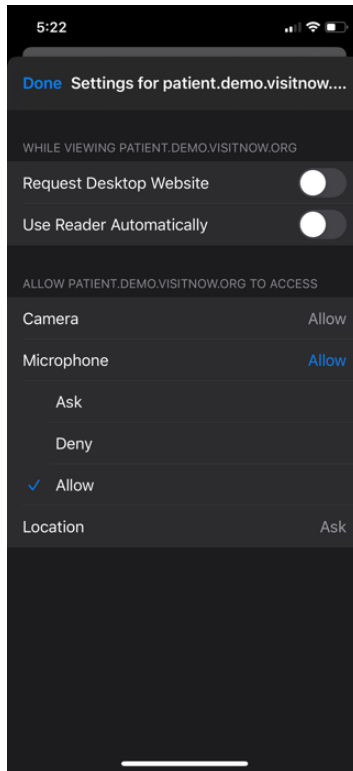 5:22
Done Settings for patient.demo.visitnow....
WHILE VIEWING PATIENT.DEMO.VISITNOW.ORG
Request Desktop Website
Use Reader Automatically
ALLOW PATIENT.DEMO.VISITNOW.ORG TO ACCESS
Camera Allow
Microphone Allow
Ask
Deny
Allow
Location Ask